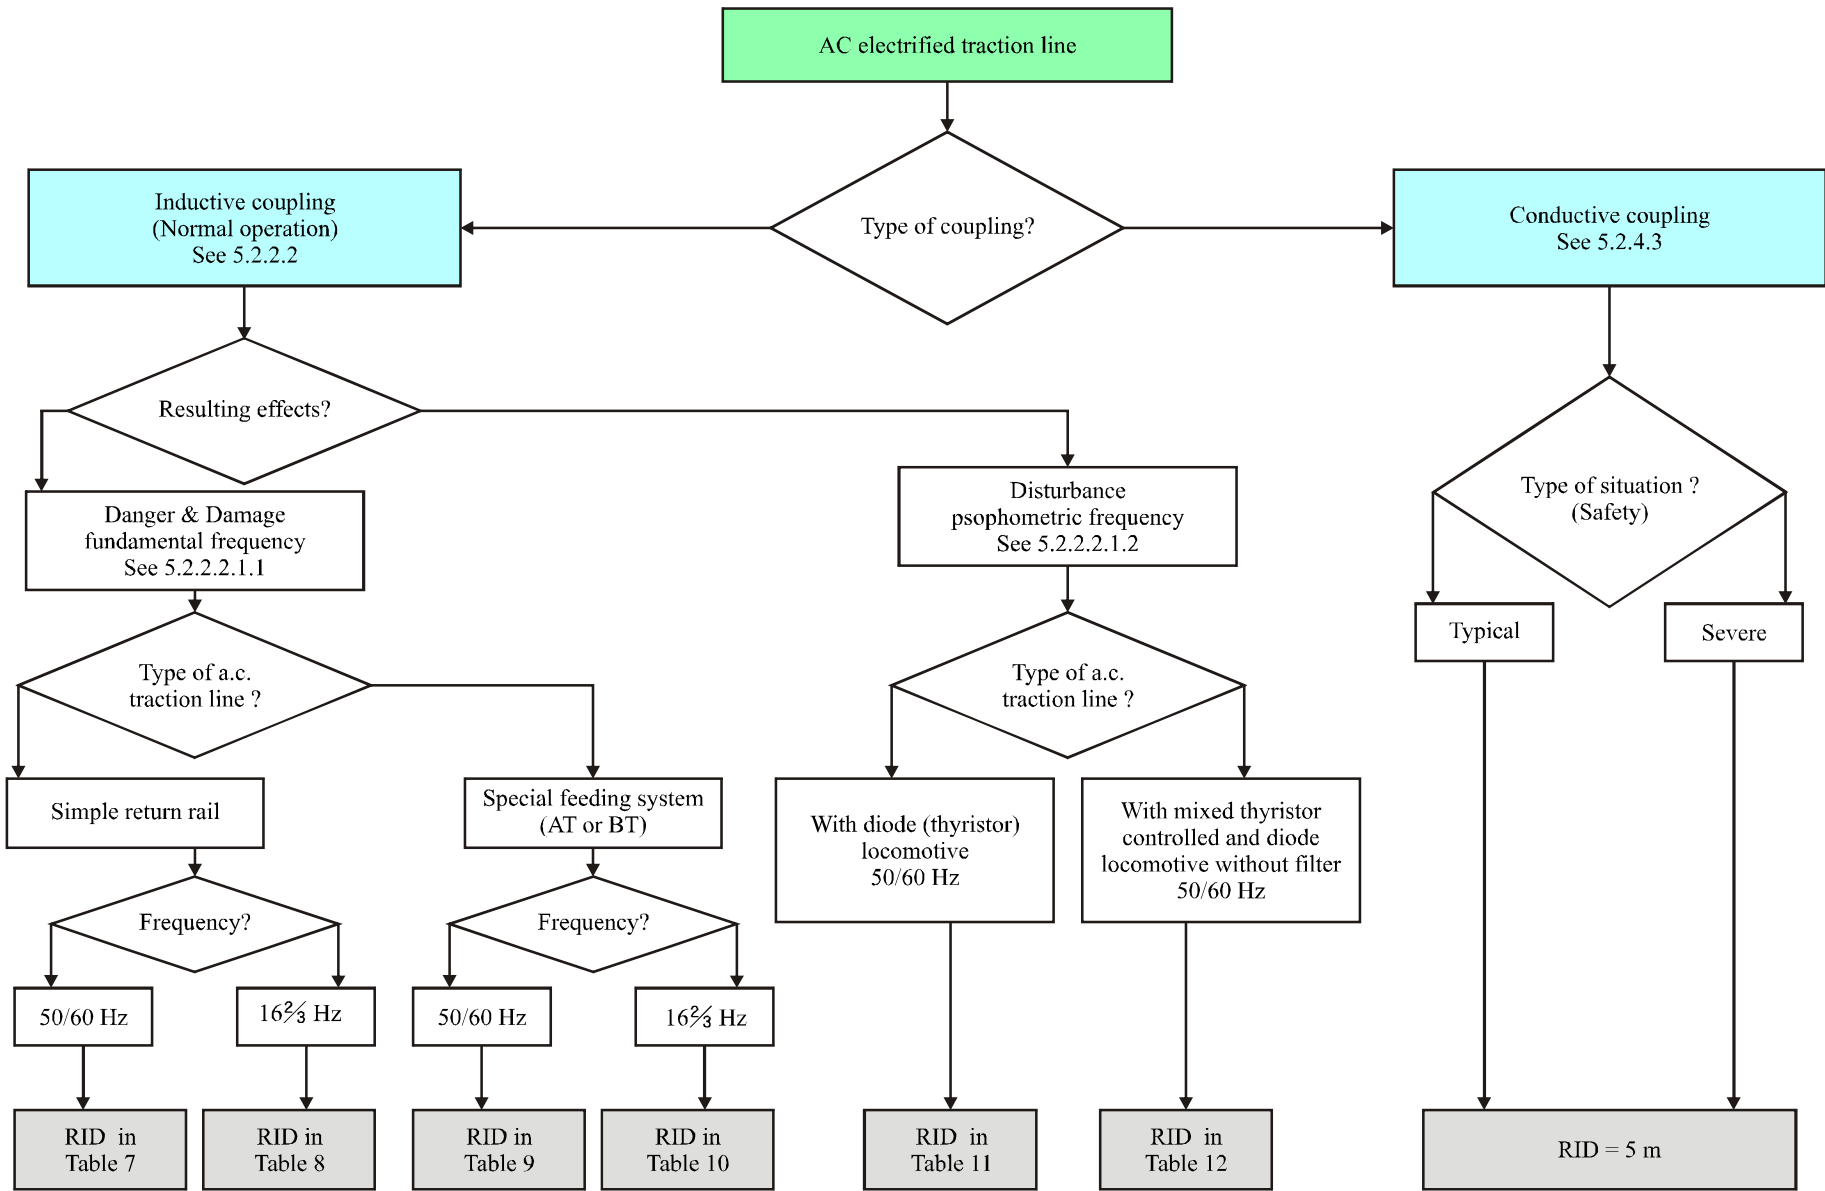 AC electrified traction line
Inductive coupling
(Normal operation)
See 5.2.2.2
Type of coupling?
Conductive coupling
See 5.2.4.3
Resulting effects?
Danger & Damage
fundamental frequency
See 5.2.2.2.1.1
Disturbance
psophometric frequency
See 5.2.2.2.1.2
Type of situation ?
(Safety)
Typical
Severe
Type of a.c.
traction line ?
Type of a.c.
traction line ?
Simple return rail
Special feeding system
(AT or BT)
With diode (thyristor)
locomotive
50/60 Hz
With mixed thyristor
controlled and diode
locomotive without filter
50/60 Hz
Frequency?
Frequency?
50/60 Hz
16⅔ Hz
50/60 Hz
16⅔ Hz
RID in
Table 7
RID in
Table 8
RID in
Table 9
RID in
Table 10
RID in
Table 11
RID in
Table 12
RID = 5 m